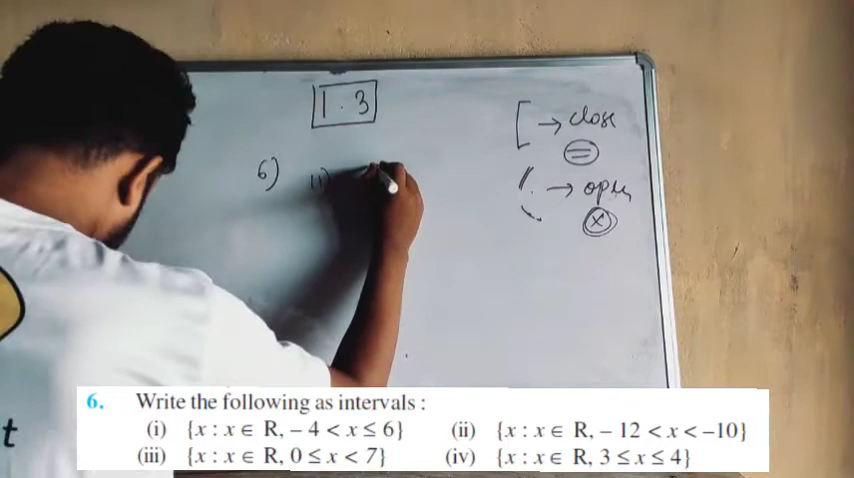 1.3
[ → close
=
6) ii)
( → open
x
t
6. Write the following as intervals :
(i) {x : x ∈ R, – 4 < x ≤ 6} (ii) {x : x ∈ R, – 12 < x < –10}
(iii) {x : x ∈ R, 0 ≤ x < 7} (iv) {x : x ∈ R, 3 ≤ x ≤ 4}